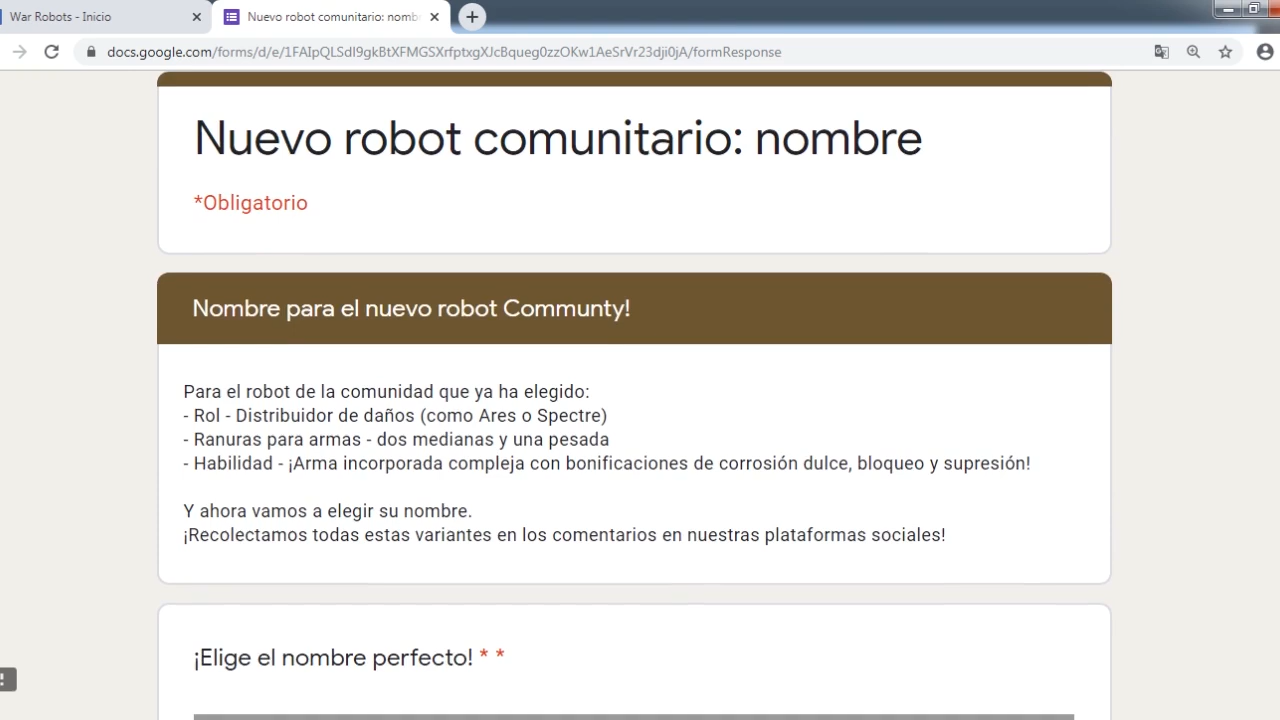 War Robots - Inicio
Nuevo robot comunitario: nomb
docs.google.com/forms/d/e/1FAIpQLSdI9gkBtXFMGSXrfptxgXJcBqueg0zzOKw1AeSrVr23dji0jA/formResponse
Nuevo robot comunitario: nombre
*Obligatorio
Nombre para el nuevo robot Communty!
Para el robot de la comunidad que ya ha elegido:
- Rol - Distribuidor de daños (como Ares o Spectre)
- Ranuras para armas - dos medianas y una pesada
- Habilidad - ¡Arma incorporada compleja con bonificaciones de corrosión dulce, bloqueo y supresión!
Y ahora vamos a elegir su nombre.
¡Recolectamos todas estas variantes en los comentarios en nuestras plataformas sociales!
¡Elige el nombre perfecto! * *